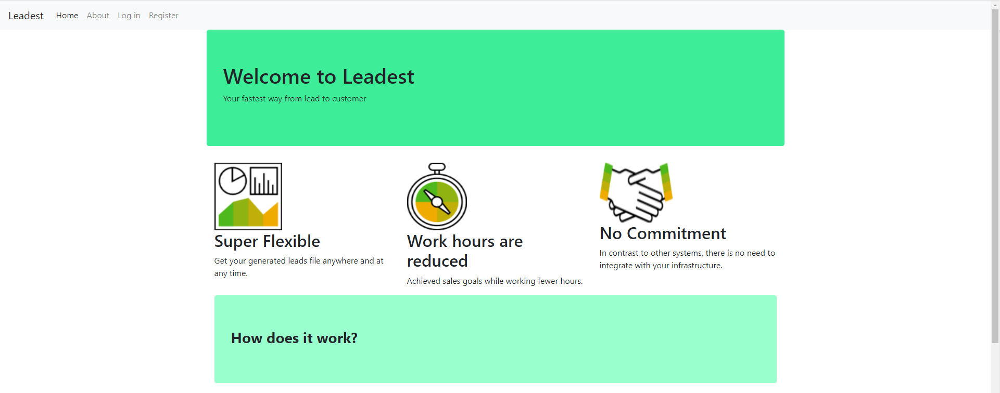 Leadest Home About Log in Register
Welcome to Leadest
Your fastest way from lead to customer
Super Flexible
Get your generated leads file anywhere and at
any time.
Work hours are
reduced
Achieved sales goals while working fewer hours.
No Commitment
In contrast to other systems, there is no need to
integrate with your infrastructure.
How does it work?